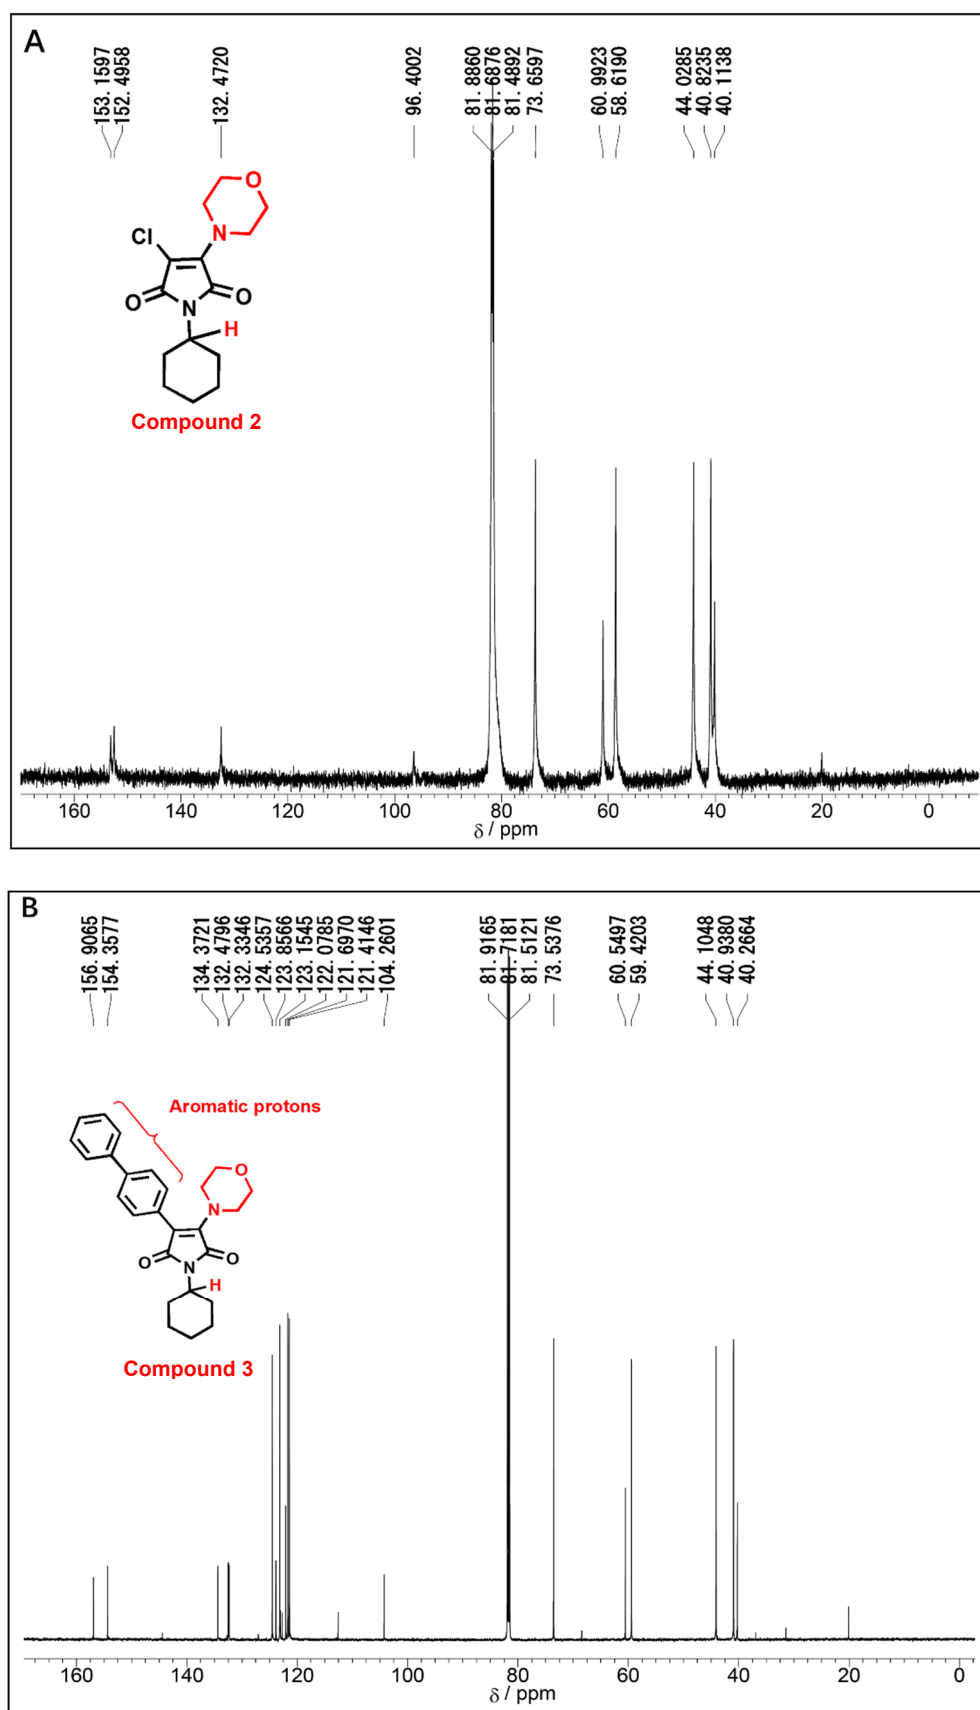 A
153.1597
152.4958
132.4720
96.4002
81.8860
81.6876
81.4892
73.6597
60.9923
58.6190
44.0285
40.8235
40.1138
O
N
Cl
O
O
N
H
Compound 2
160 140 120 100 80 60 40 20 0
δ / ppm
B
156.9065
154.3577
134.3721
132.4796
132.3346
124.5357
123.8566
123.1545
122.0785
121.6970
121.4146
104.2601
81.9165
81.7181
81.5121
73.5376
60.5497
59.4203
44.1048
40.9380
40.2664
Aromatic protons
O
N
O
O
N
H
Compound 3
160 140 120 100 80 60 40 20 0
δ / ppm